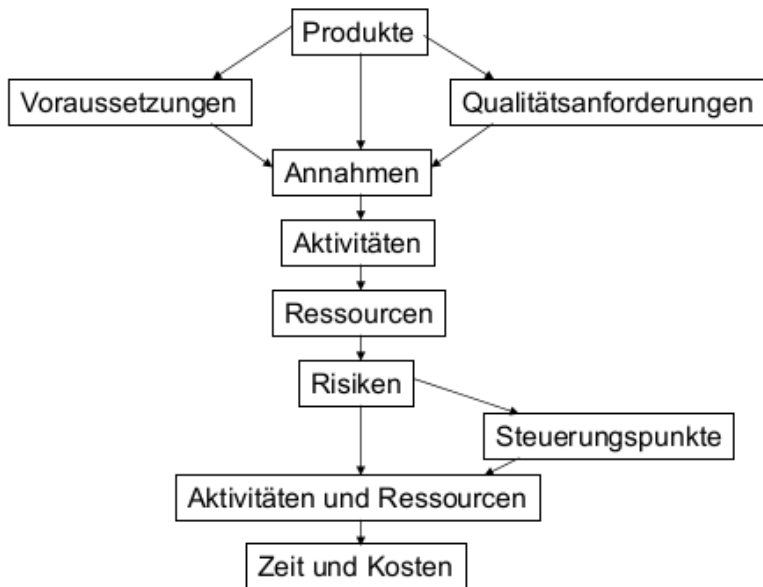 Produkte
Voraussetzungen
Qualitätsanforderungen
Annahmen
Aktivitäten
Ressourcen
Risiken
Steuerungspunkte
Aktivitäten und Ressourcen
Zeit und Kosten